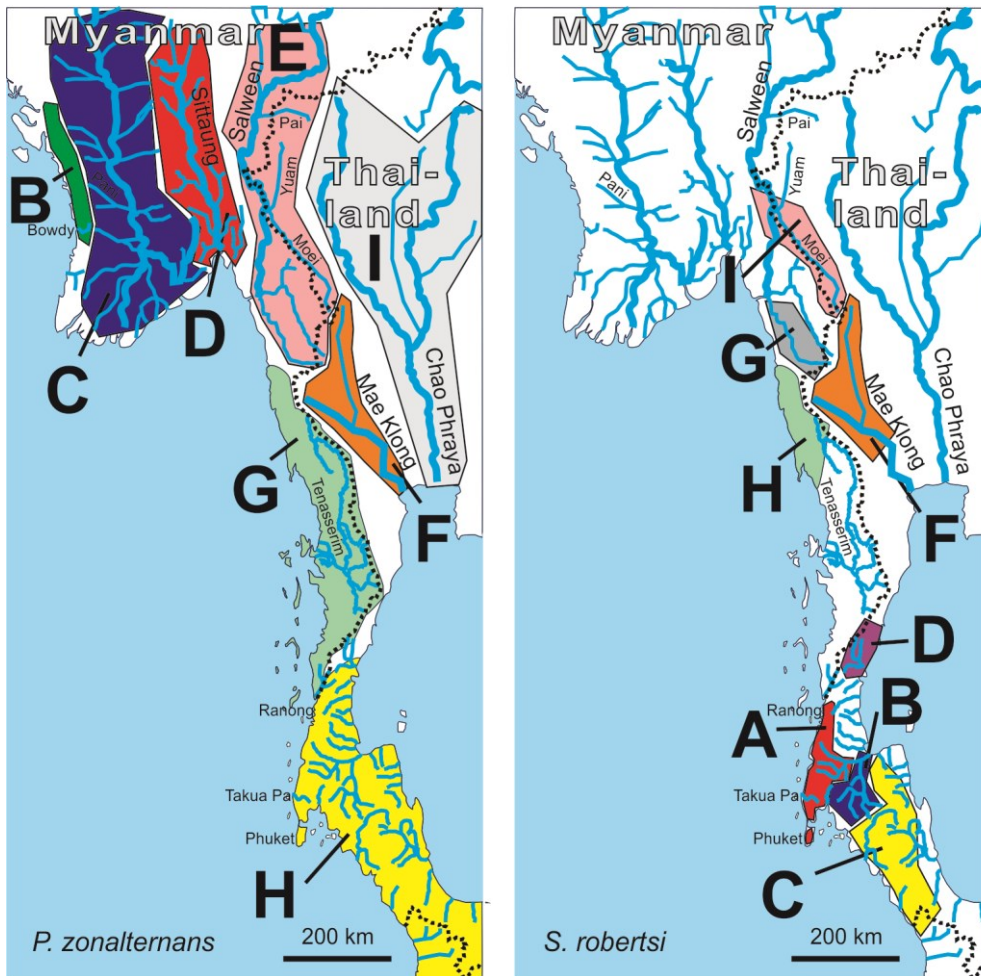 Myanmar
E
Salween
Sittaung
Pai
Yuam
Thai-
land
B
Bowdy
Moei
I
C
D
Chao Phraya
Mae Klong
G
Tenasserim
F
Ranong
Takua Pa
Phuket
H
P. zonalternans
200 km
Myanmar
Salween
Pai
Yuam
Thai-
land
Pani
Moei
I
G
Chao Phraya
Mae Klong
H
Tenasserim
F
D
B
Ranong
A
Takua Pa
Phuket
C
S. robertsi
200 km